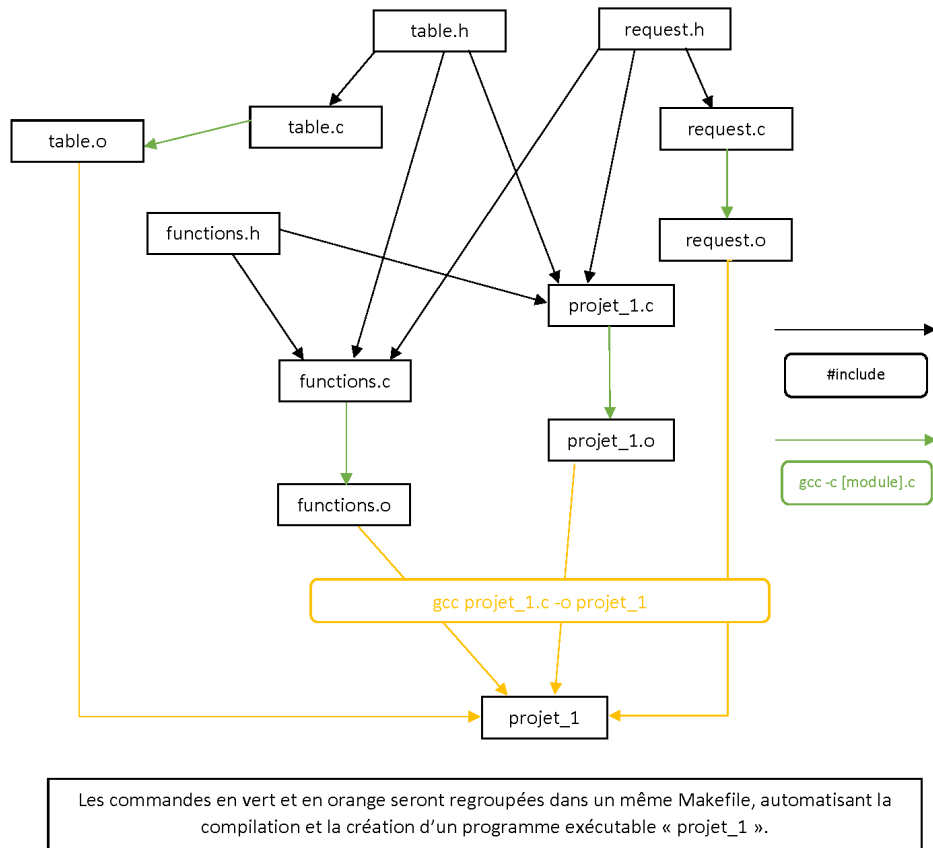 table.h
request.h
table.c
request.c
table.o
functions.h
request.o
projet_1.c
#include
functions.c
projet_1.o
gcc -c [module].c
functions.o
gcc projet_1.c -o projet_1
projet_1
Les commandes en vert et en orange seront regroupées dans un même Makefile, automatisant la
compilation et la création d’un programme exécutable « projet_1 ».